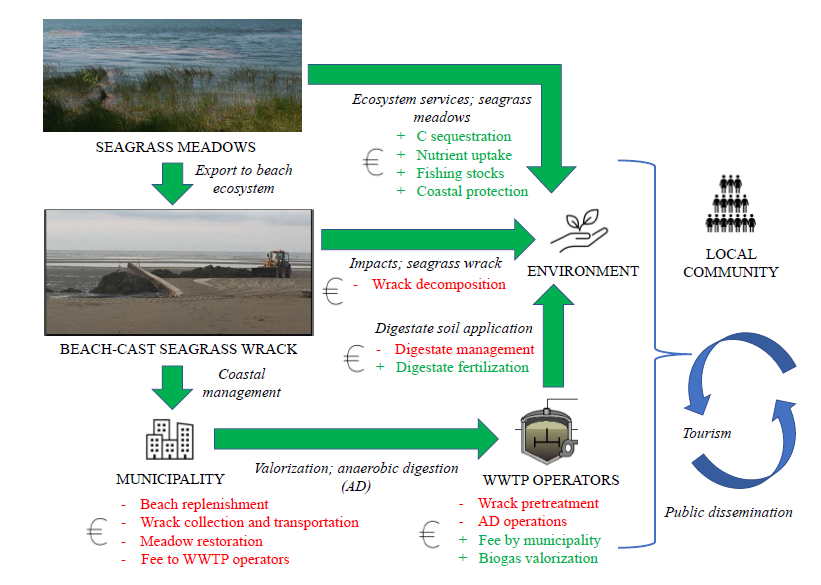 SEAGRASS MEADOWS
Export to beach
ecosystem
Ecosystem services; seagrass
meadows
€
+ C sequestration
+ Nutrient uptake
+ Fishing stocks
+ Coastal protection
BEACH-CAST SEAGRASS WRACK
Impacts; seagrass wrack
€
- Wrack decomposition
ENVIRONMENT
LOCAL
COMMUNITY
Digestate soil application
€
- Digestate management
+ Digestate fertilization
Coastal
management
MUNICIPALITY
Valorization; anaerobic digestion
(AD)
WWTP OPERATORS
€
- Beach replenishment
- Wrack collection and transportation
- Meadow restoration
- Fee to WWTP operators
€
- Wrack pretreatment
- AD operations
+ Fee by municipality
+ Biogas valorization
Tourism
Public dissemination